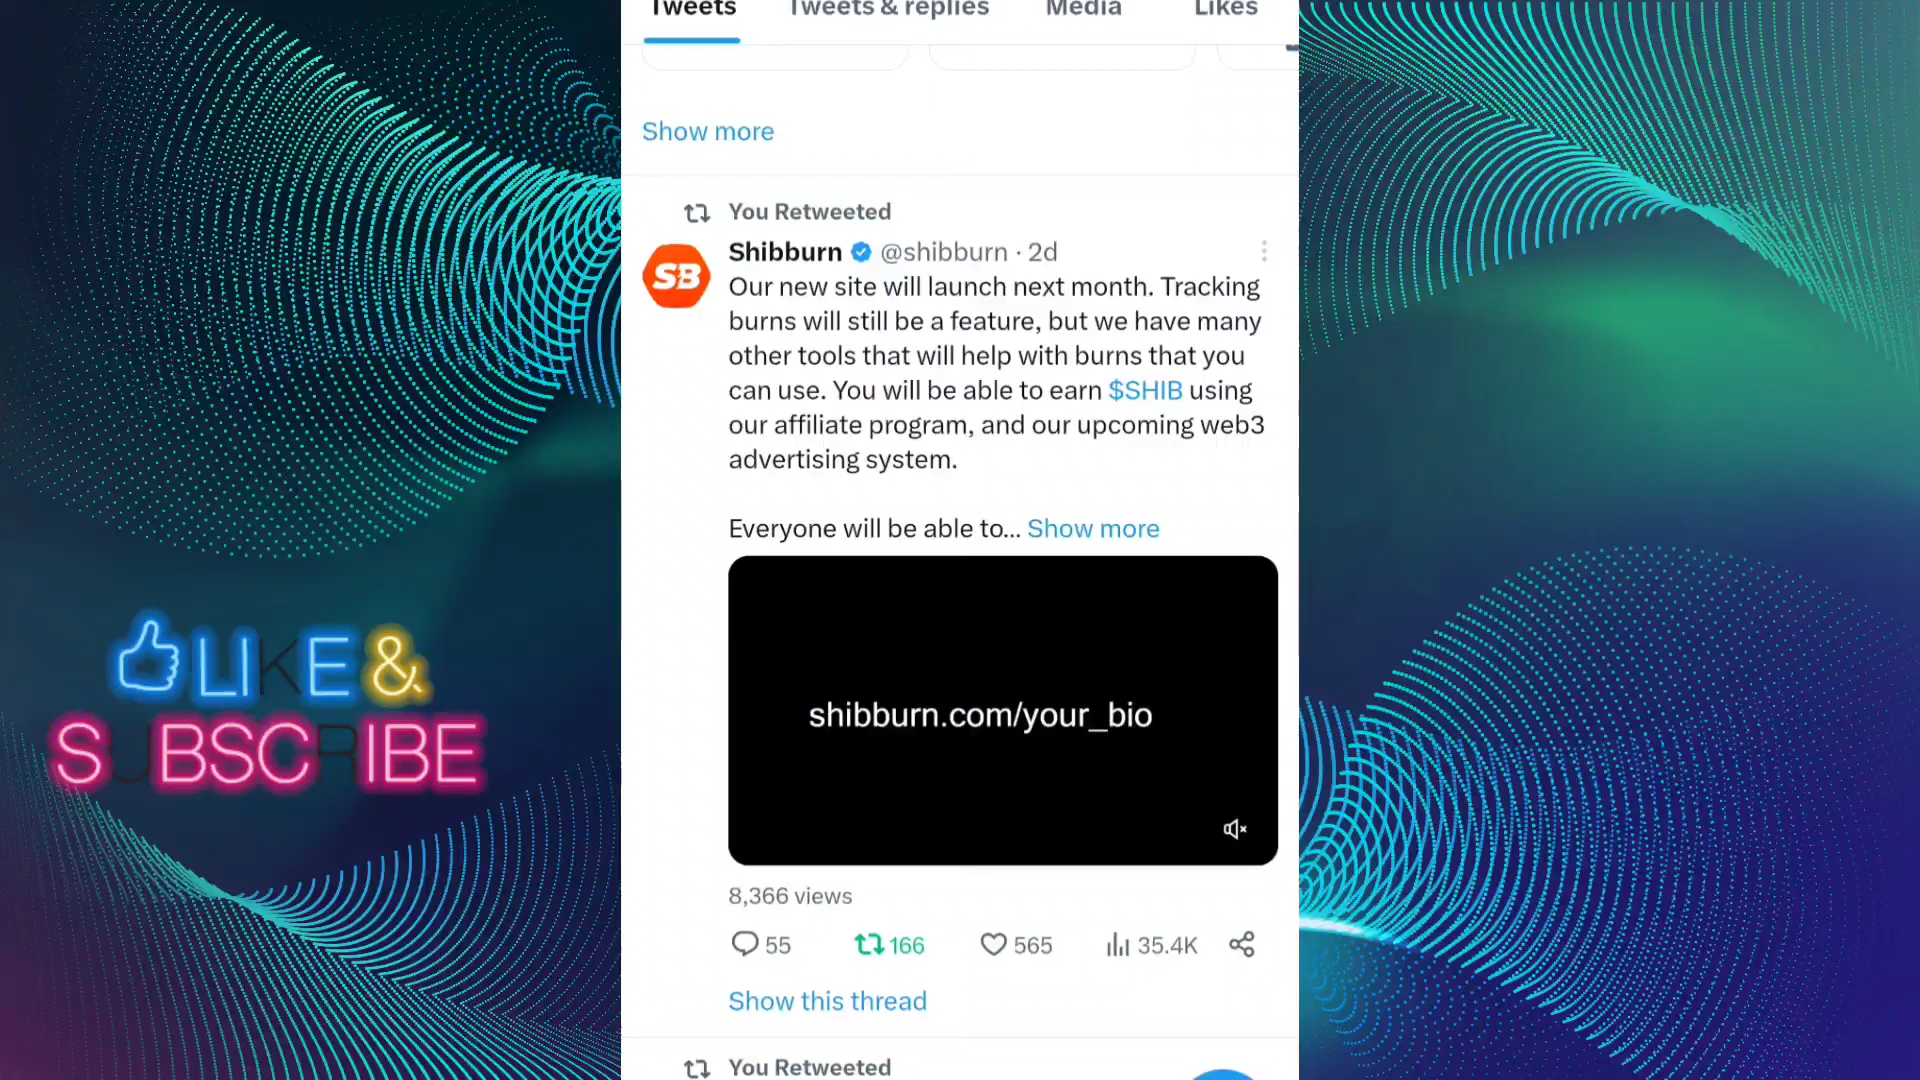 Tweets Tweets & replies Media Likes
Show more
You Retweeted
Shibburn @shibburn · 2d
SB
Our new site will launch next month. Tracking
burns will still be a feature, but we have many
other tools that will help with burns that you
can use. You will be able to earn $SHIB using
our affiliate program, and our upcoming web3
advertising system.
Everyone will be able to... Show more
shibburn.com/your_bio
8,366 views
55 166 565 35.4K
Show this thread
You Retweeted
LIKE &
SUBSCRIBE